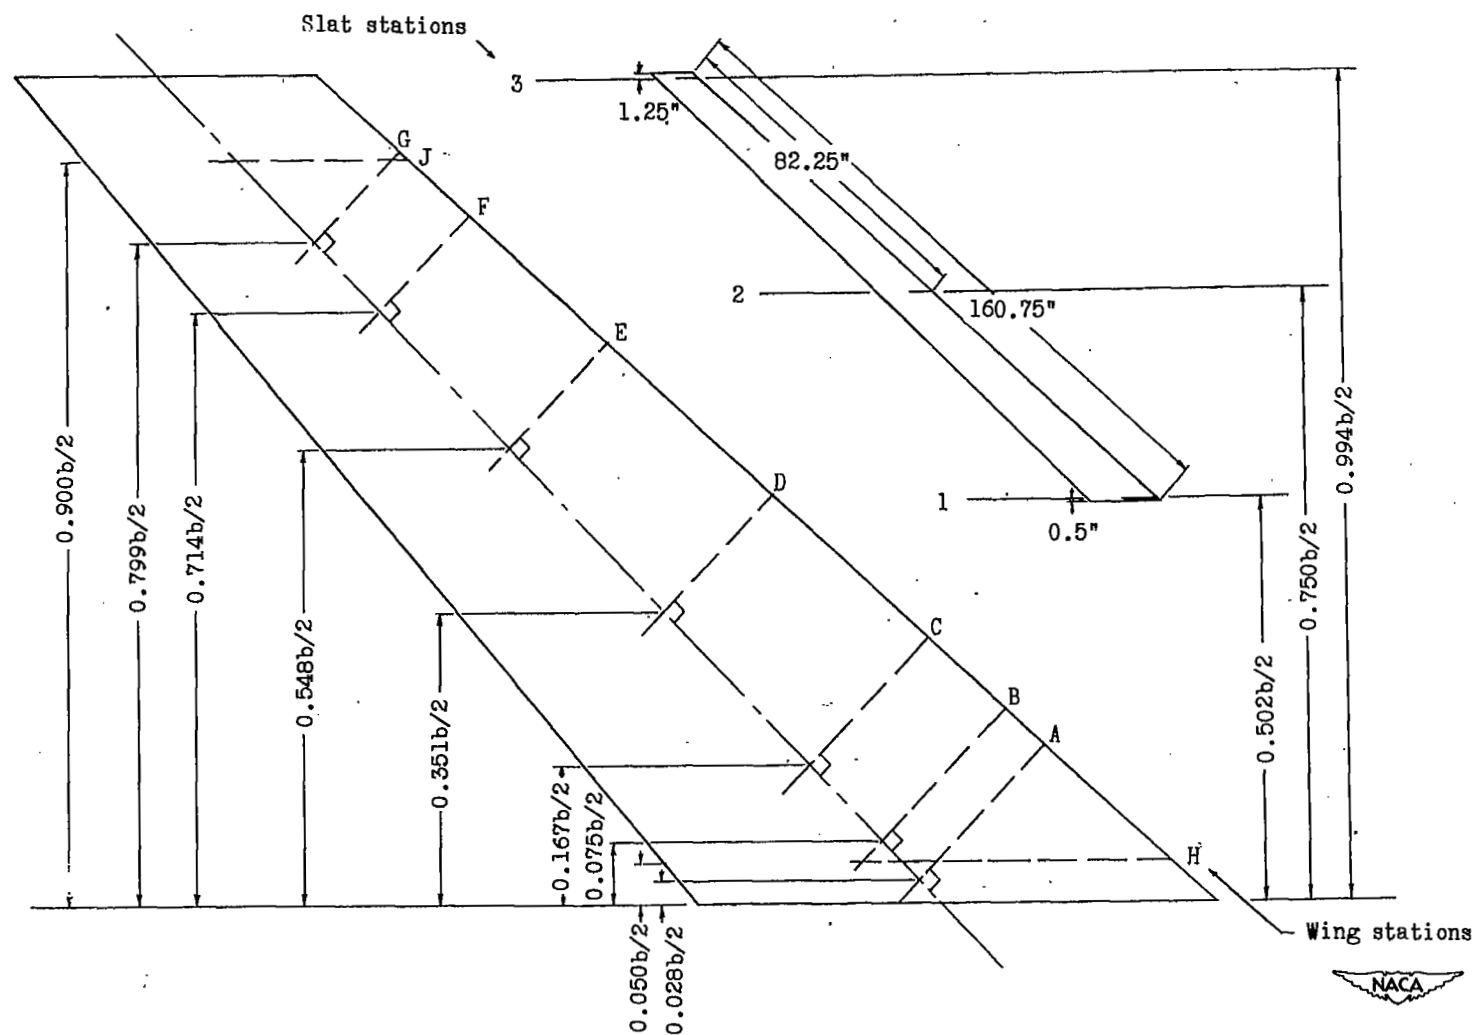 Slat stations
3
1.25"
G
J
82.25"
F
2
160.75"
E
0.994b/2
0.900b/2
D
1
0.5"
0.799b/2
0.714b/2
0.750b/2
0.548b/2
C
0.502b/2
B
A
0.351b/2
0.167b/2
0.075b/2
H
Wing stations
0.050b/2
0.028b/2
NACA